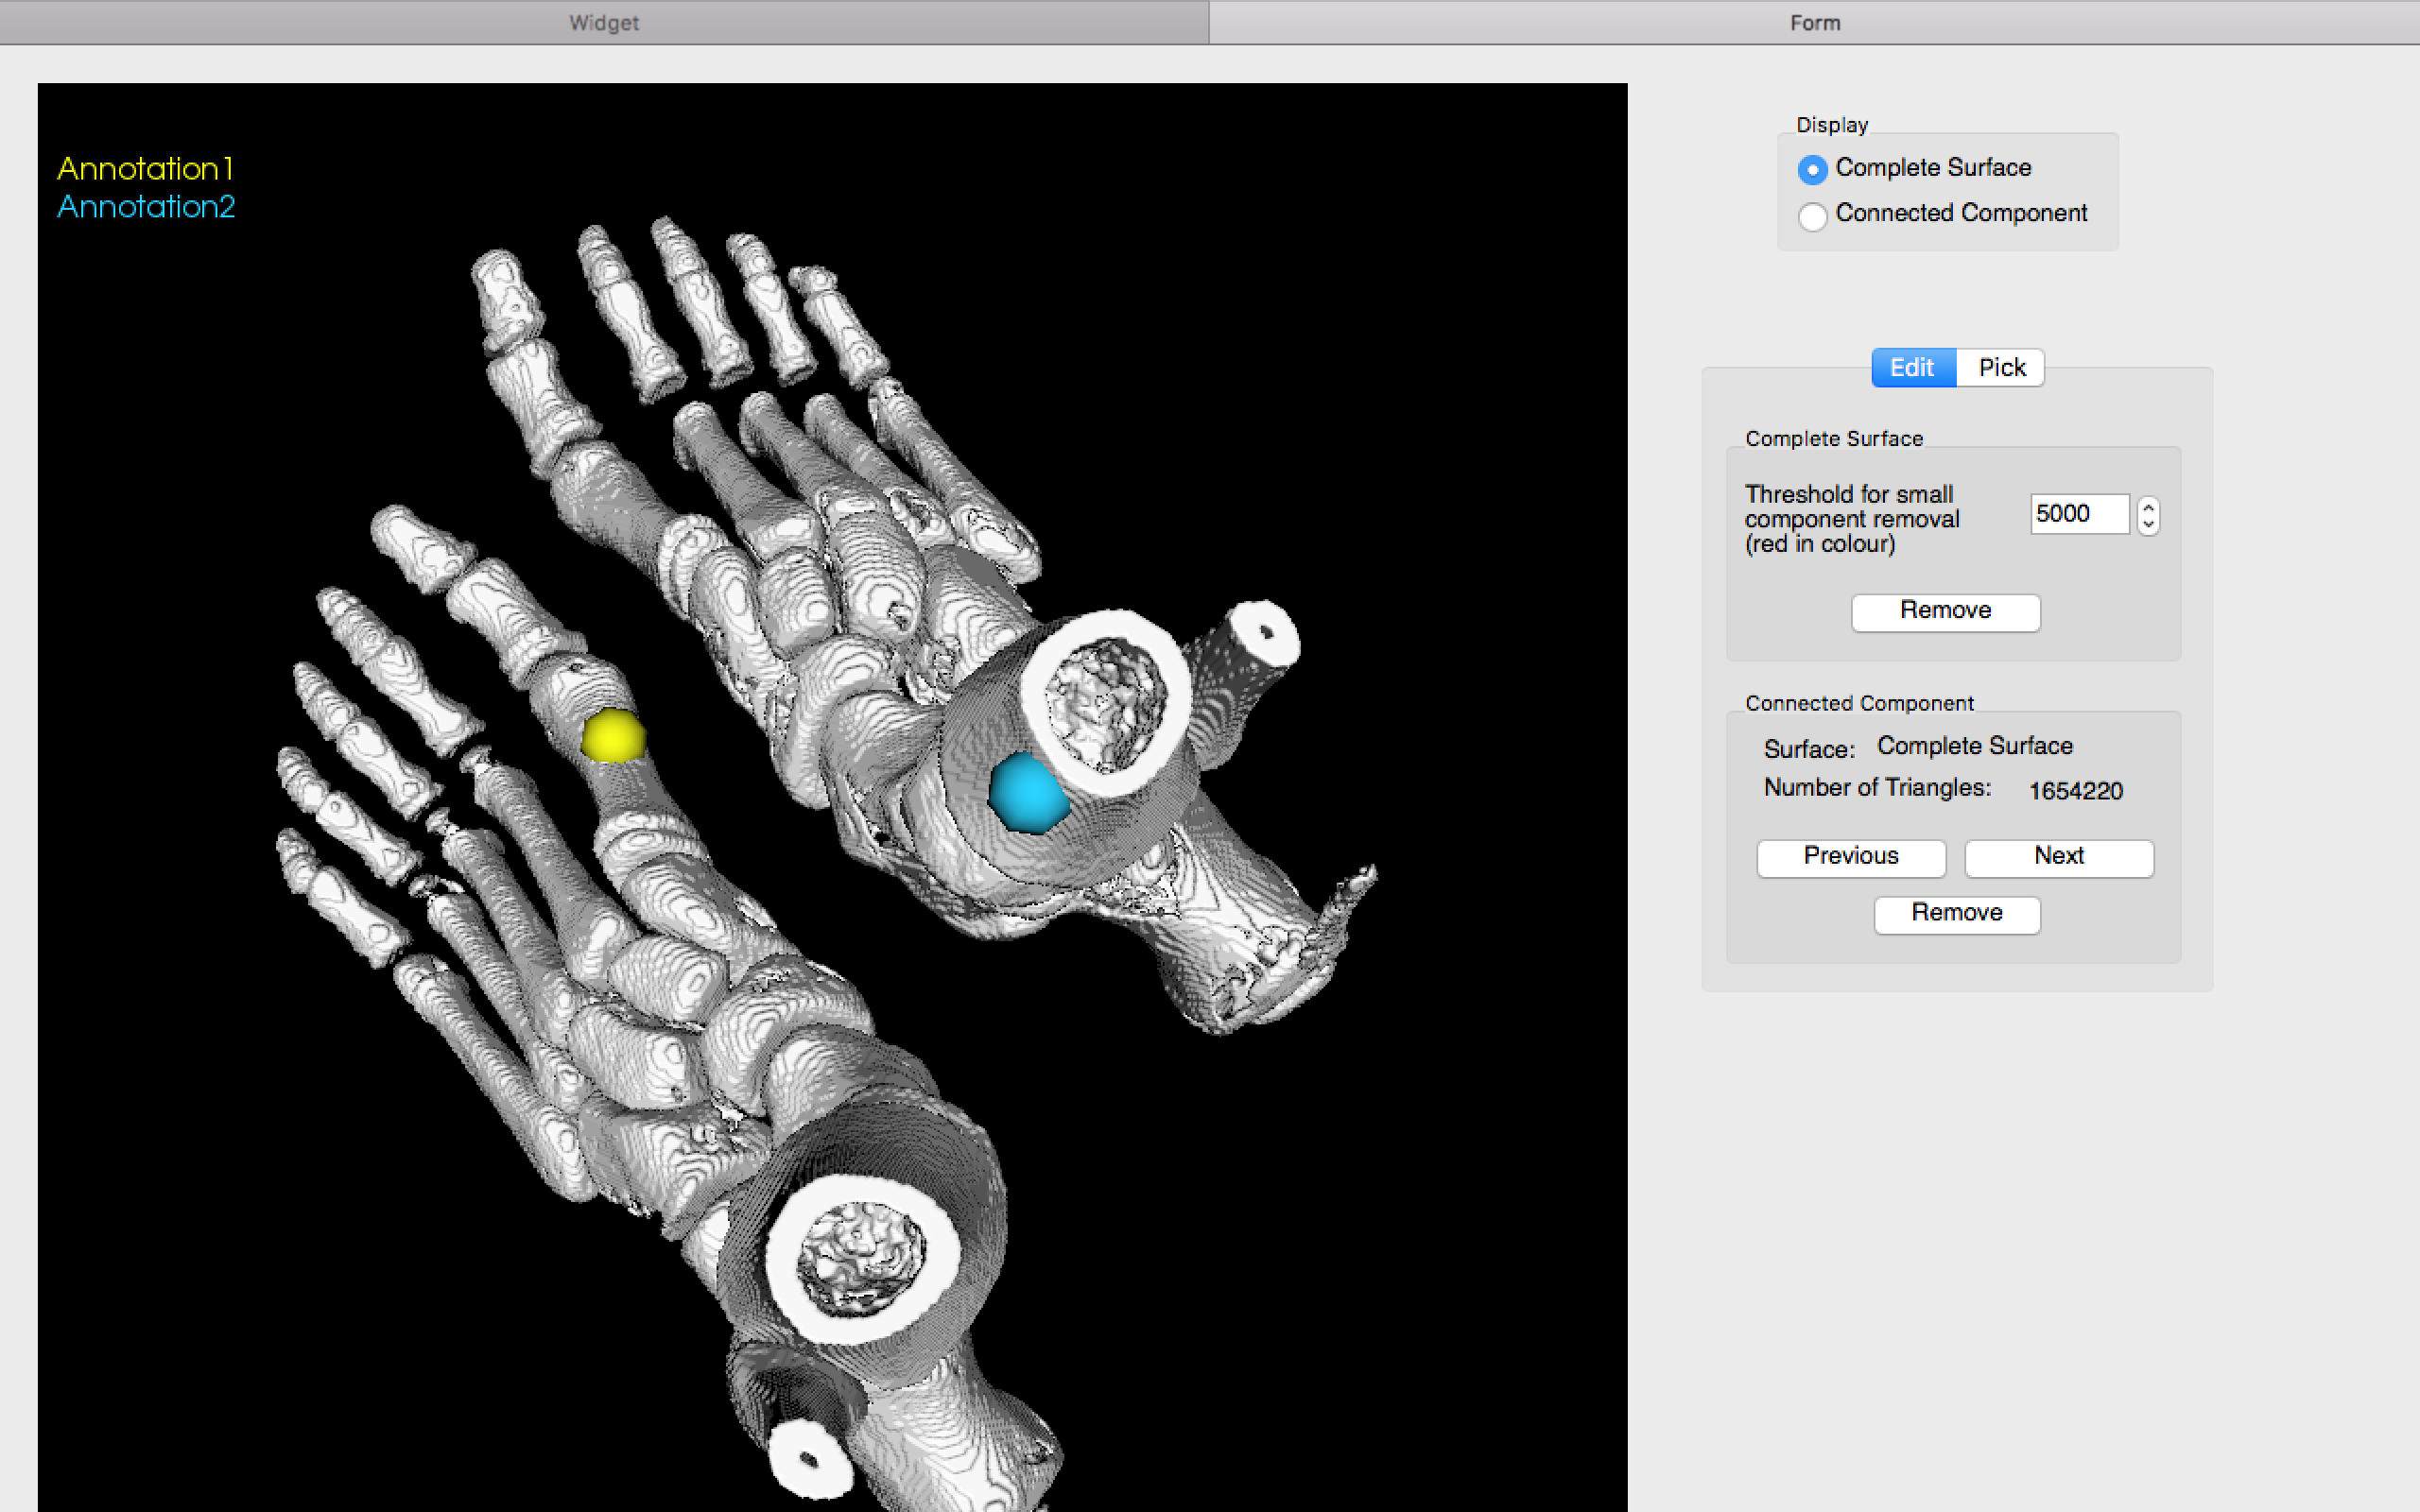 Widget
Form
Annotation1
Annotation2
Display
Complete Surface
Connected Component
Edit
Pick
Complete Surface
Threshold for small
component removal
(red in colour)
5000
Remove
Connected Component
Surface: Complete Surface
Number of Triangles: 1654220
Previous
Next
Remove